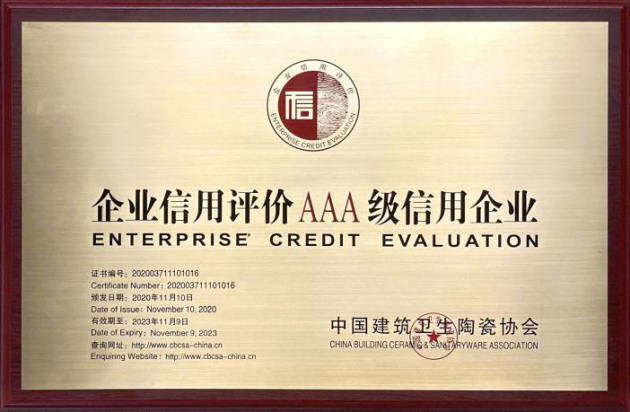 企业信用评价
信
ENTERPRISE CREDIT EVALUATION
企业信用评价AAA级信用企业
ENTERPRISE' CREDIT EVALUATION
证书编号：202003711101016
Certificate Number：202003711101016
颁发日期：2020年11月10日
Date of Issue：November 10, 2020
有效期至：2023年11月9日
Date of Expiry：November 9, 2023
查询网址：http://www.cbcsa-china.cn
Enquiring Website：http://www.cbcsa-china.cn
中国建筑卫生陶瓷协会
CHINA BUILDING CERAMIC & SANITARYWARE ASSOCIATION